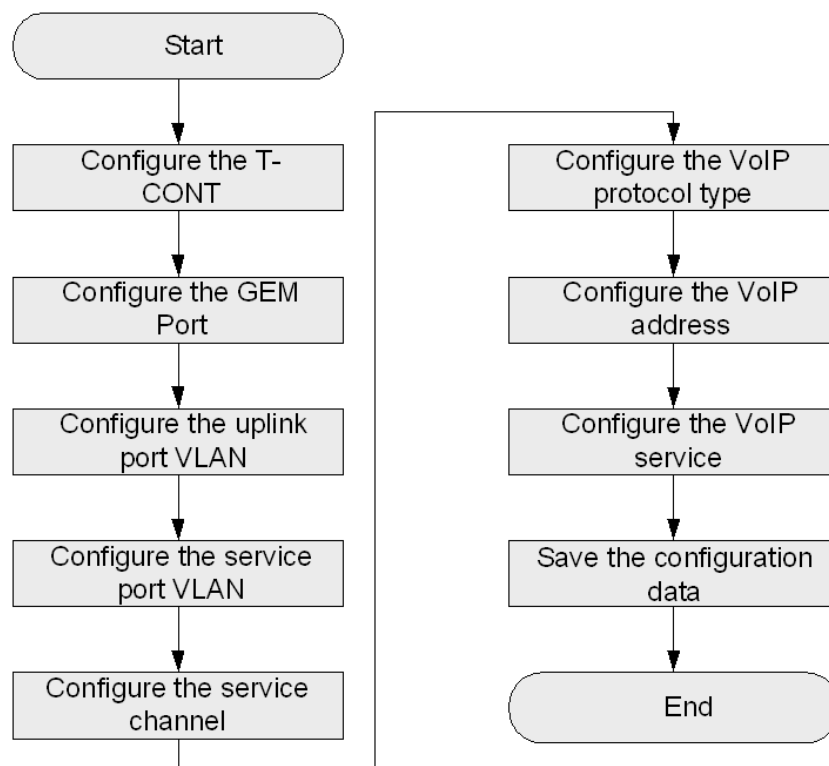 Start
Configure the T-
CONT
Configure the GEM
Port
Configure the uplink
port VLAN
Configure the service
port VLAN
Configure the service
channel
Configure the VoIP
protocol type
Configure the VoIP
address
Configure the VoIP
service
Save the configuration
data
End